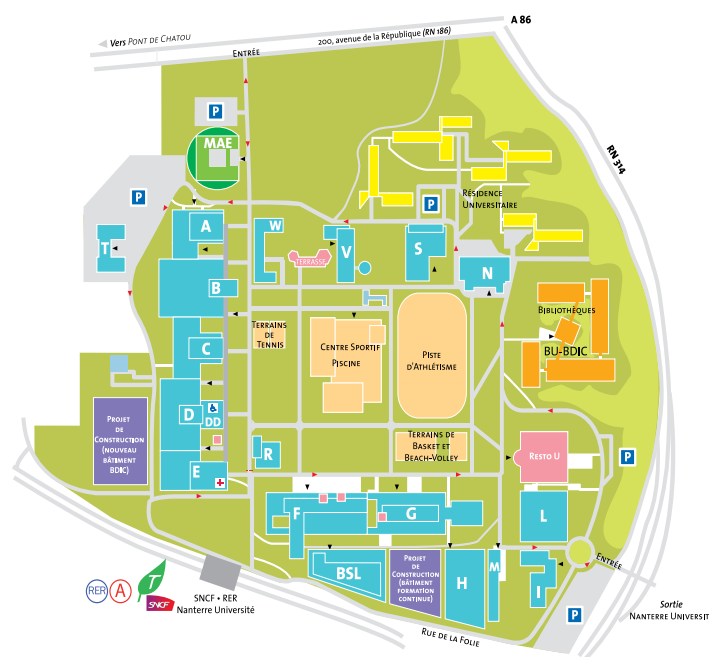 A 86
Vers Pont de Chatou
200, avenue de la République (RN 186)
Entrée
P
MAE
RN 314
P
Résidence
Universitaire
P
A
W
V
S
T
Terrasse
N
B
Bibliothèques
Terrains
de
Tennis
Centre Sportif
Piscine
Piste
d'Athlétisme
BU-BDIC
C
D
DD
Projet
de
Construction
(nouveau
bâtiment
BDIC)
Terrains de
Basket et
Beach-Volley
R
Resto U
P
E
F
G
L
BSL
Projet
de
Construction
(bâtiment
formation
continue)
H
M
I
Entrée
P
RER
A
T
SNCF
SNCF • RER
Nanterre Université
Rue de la Folie
Sortie
Nanterre Universit